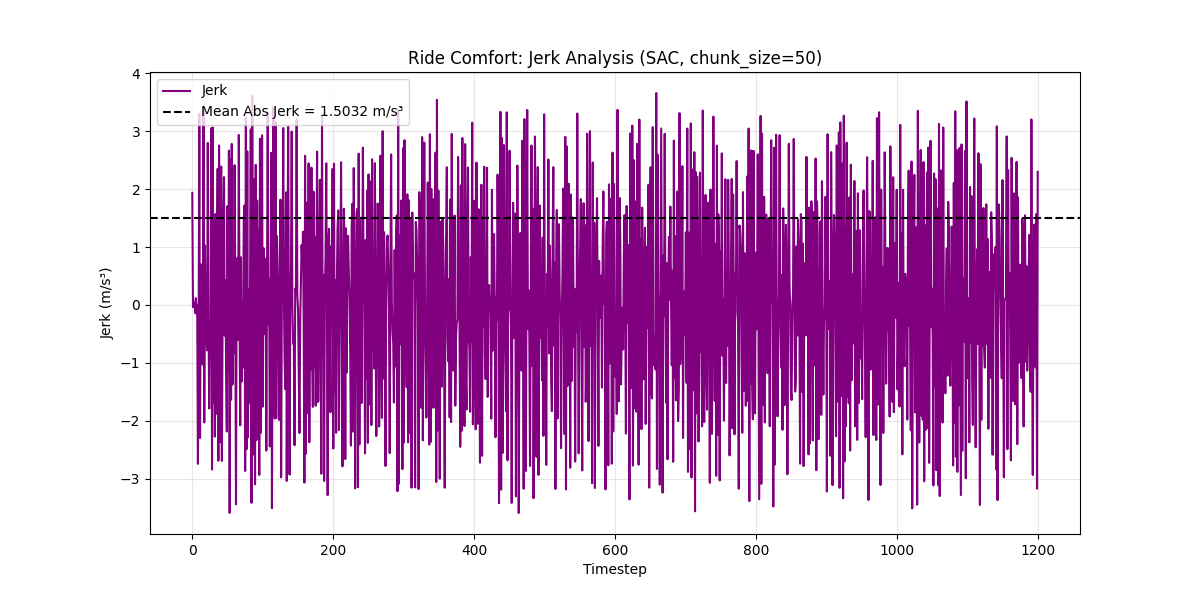 Ride Comfort: Jerk Analysis (SAC, chunk_size=50)
Jerk
Mean Abs Jerk = 1.5032 m/s³
Jerk (m/s³)
4
3
2
1
0
−1
−2
−3
0 200 400 600 800 1000 1200
Timestep